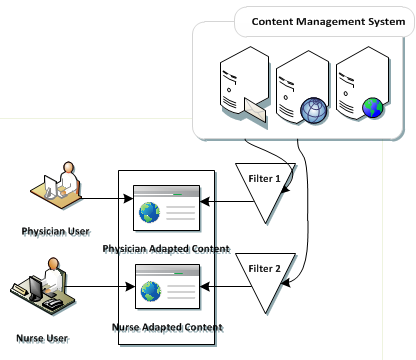 Content Management System
Filter 1
Physician User
Physician Adapted Content
Filter 2
Nurse Adapted Content
Nurse User